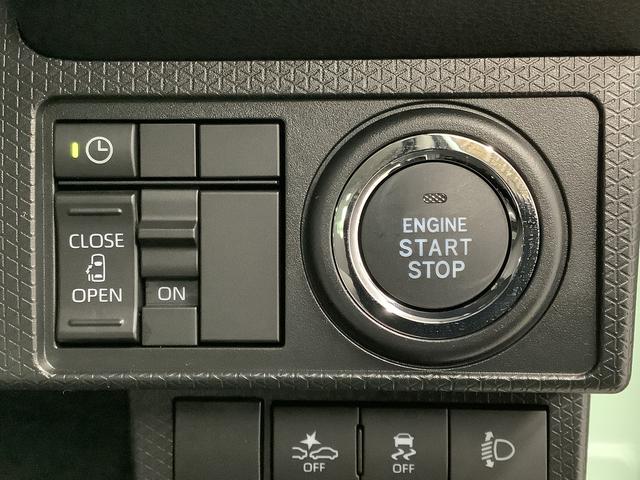 CLOSE
OPEN
ON
ENGINE
START
STOP
OFF
OFF